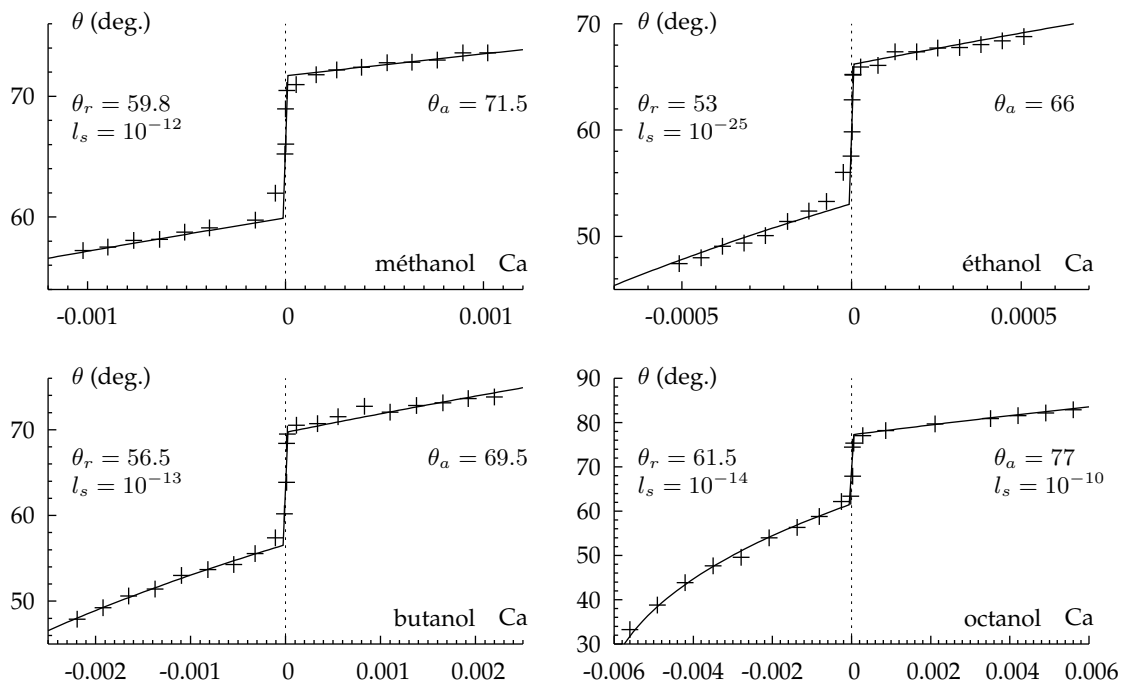 θ (deg.)
70
60
θr = 59.8
ls = 10−12
θa = 71.5
méthanol Ca
-0.001 0 0.001
θ (deg.)
70
60
50
θr = 53
ls = 10−25
θa = 66
éthanol Ca
-0.0005 0 0.0005
θ (deg.)
70
60
50
θr = 56.5
ls = 10−13
θa = 69.5
butanol Ca
-0.002 -0.001 0 0.001 0.002
θ (deg.)
90
80
70
60
50
40
30
θr = 61.5
ls = 10−14
θa = 77
ls = 10−10
octanol Ca
-0.006 -0.004 -0.002 0 0.002 0.004 0.006